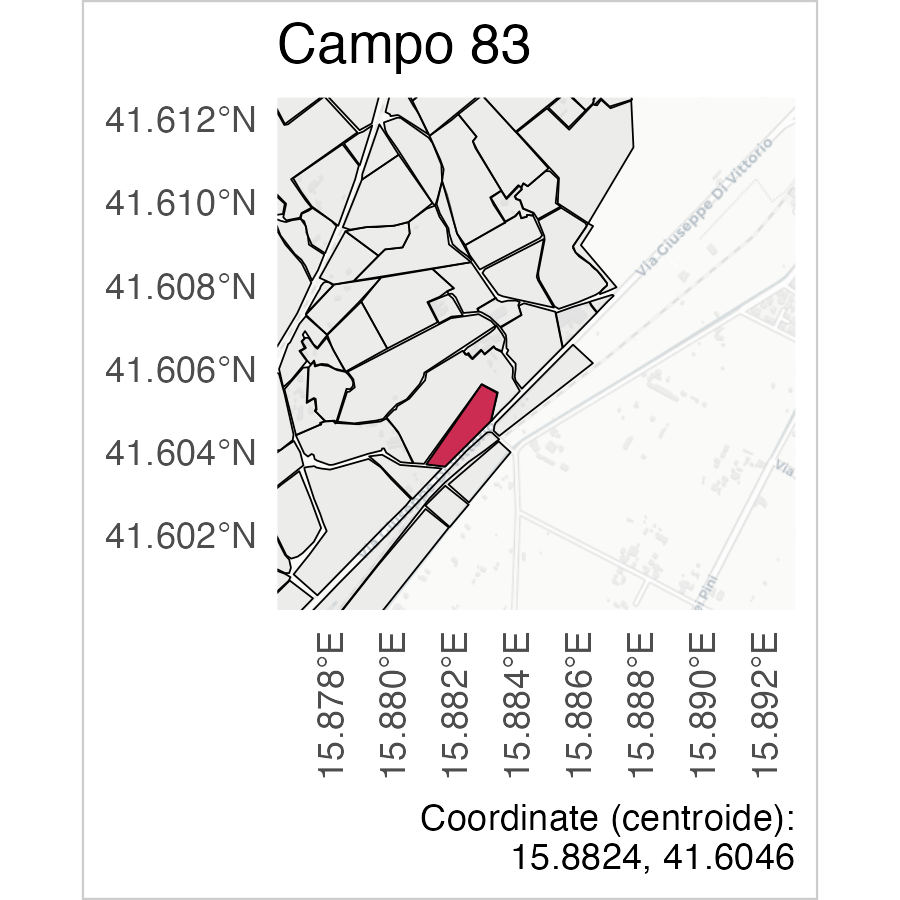 Campo 83
41.612°N
41.610°N
41.608°N
41.606°N
41.604°N
41.602°N
Via Giuseppe Di Vittorio
Via
ei Pini
15.878°E
15.880°E
15.882°E
15.884°E
15.886°E
15.888°E
15.890°E
15.892°E
Coordinate (centroide):
15.8824, 41.6046